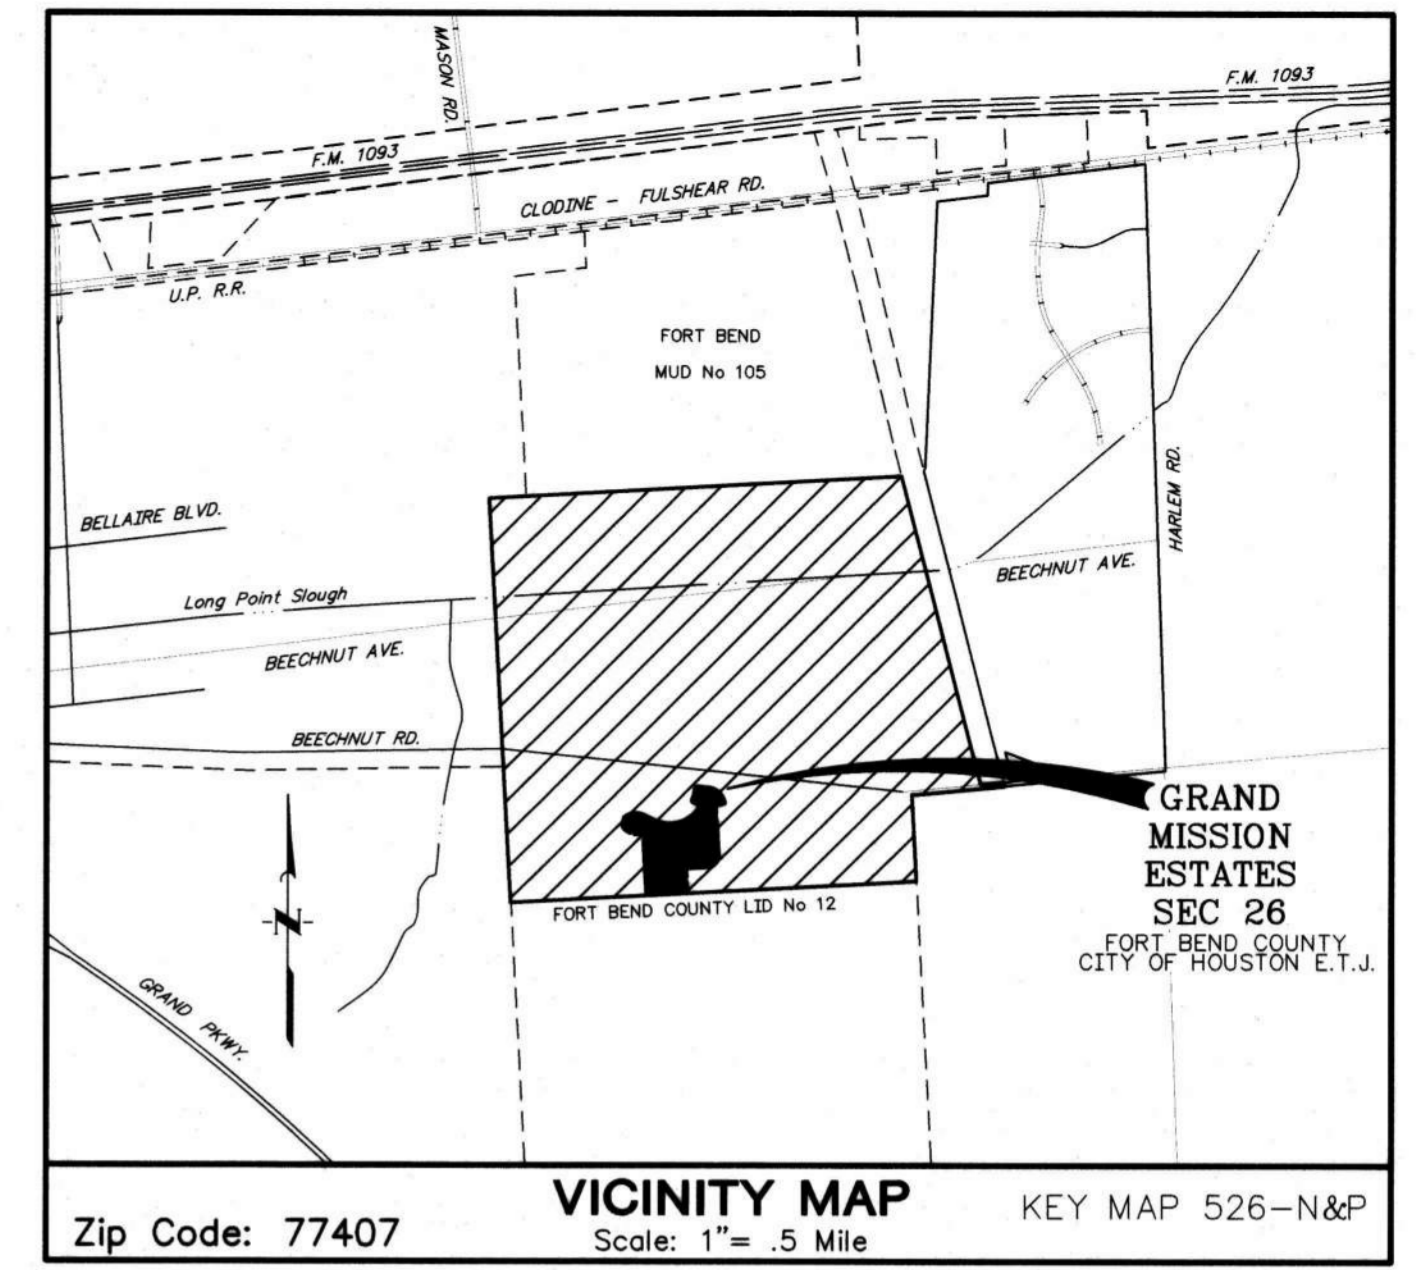 MASON RD.
F.M. 1093
F.M. 1093
CLODINE - FULSHEAR RD.
U.P. R.R.
FORT BEND
MUD No 105
HARLEM RD.
BELLAIRE BLVD.
BEECHNUT AVE.
Long Point Slough
BEECHNUT AVE.
BEECHNUT RD.
GRAND
MISSION
ESTATES
SEC 26
FORT BEND COUNTY
CITY OF HOUSTON E.T.J.
FORT BEND COUNTY LID No 12
N
GRAND PKWY.
VICINITY MAP
Scale: 1"= .5 Mile
Zip Code: 77407
KEY MAP 526-N&P